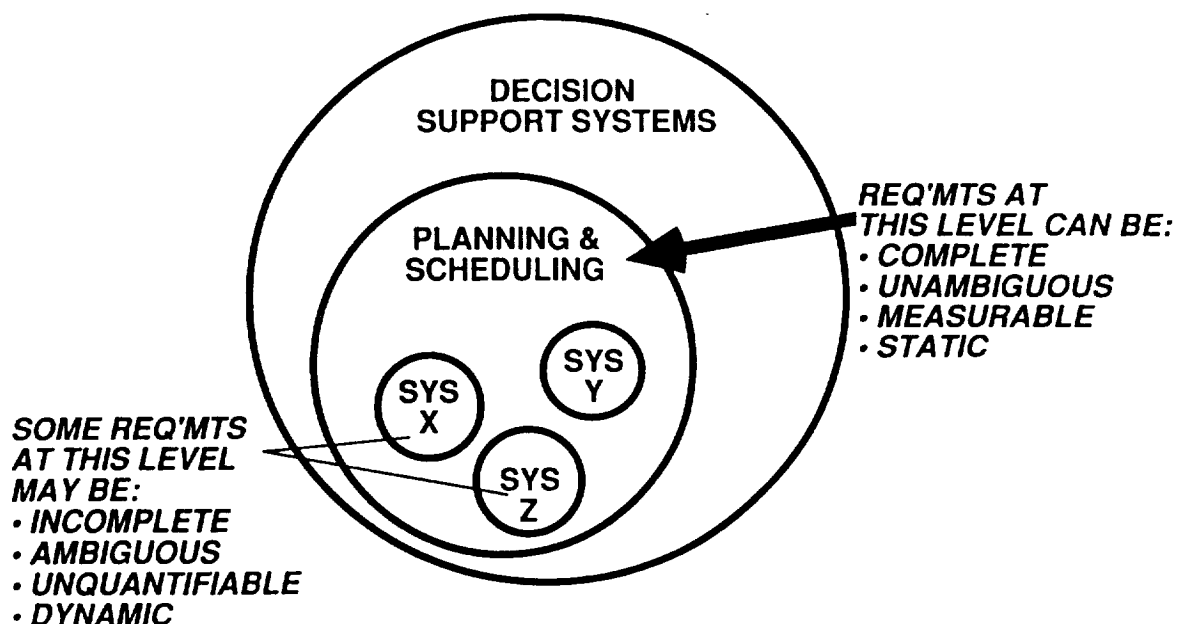 DECISION
SUPPORT SYSTEMS
REQ'MTS AT
THIS LEVEL CAN BE:
• COMPLETE
• UNAMBIGUOUS
• MEASURABLE
• STATIC
PLANNING &
SCHEDULING
SYS
Y
SYS
X
SYS
Z
SOME REQ'MTS
AT THIS LEVEL
MAY BE:
• INCOMPLETE
• AMBIGUOUS
• UNQUANTIFIABLE
• DYNAMIC